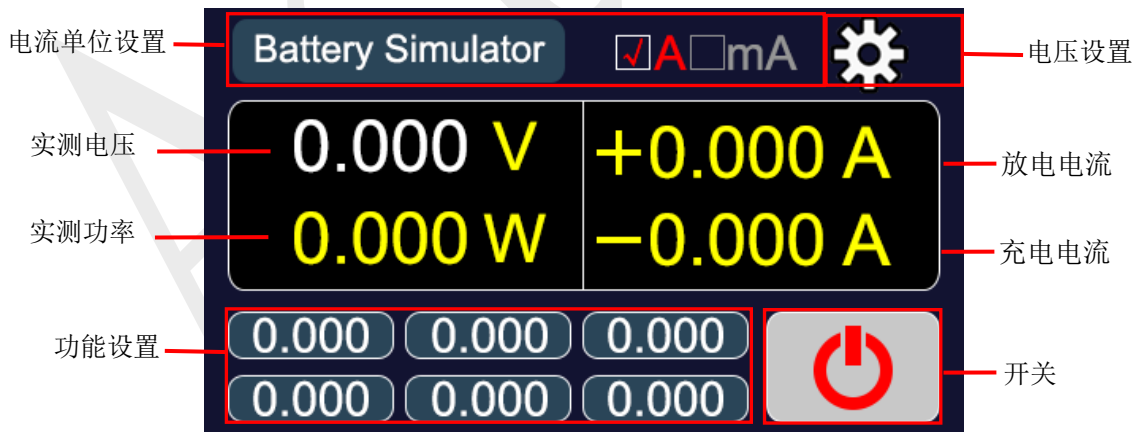 电流单位设置
Battery Simulator
A mA
电压设置
实测电压
0.000 V
+0.000 A
放电电流
实测功率
0.000 W
−0.000 A
充电电流
功能设置
0.000 0.000 0.000
0.000 0.000 0.000
开关